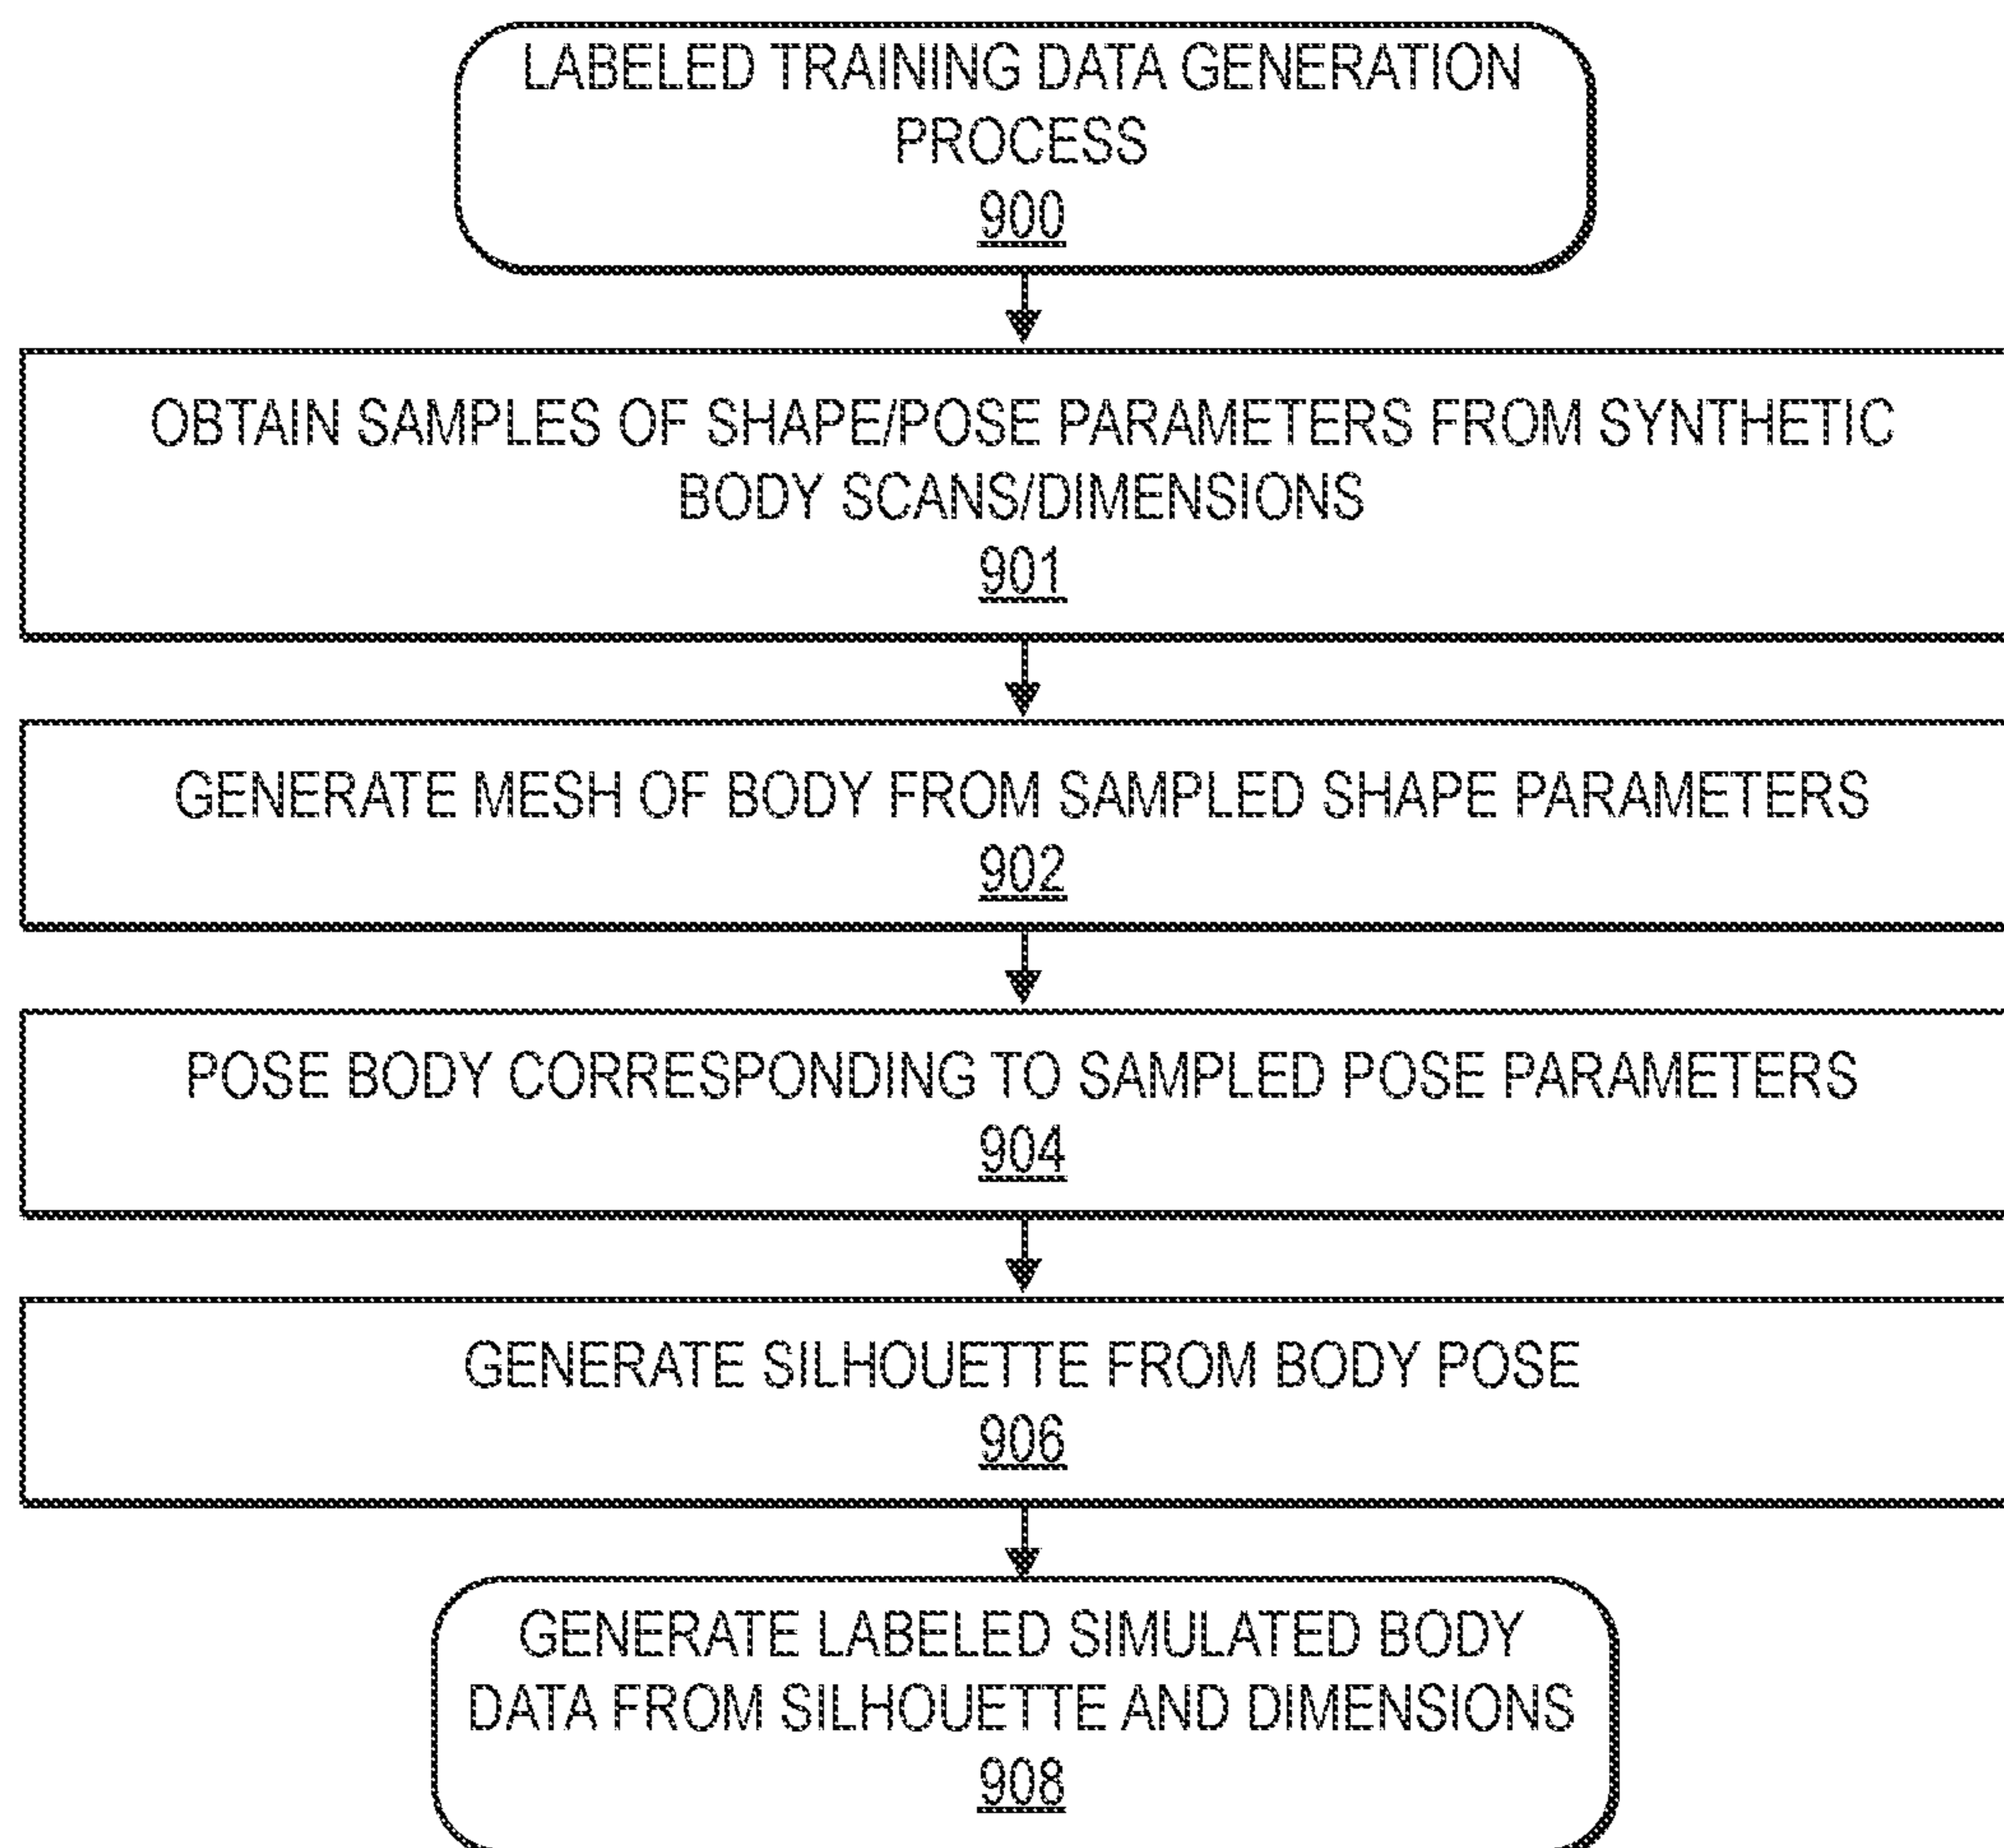 LABELED TRAINING DATA GENERATION
PROCESS
900
OBTAIN SAMPLES OF SHAPE/POSE PARAMETERS FROM SYNTHETIC
BODY SCANS/DIMENSIONS
901
GENERATE MESH OF BODY FROM SAMPLED SHAPE PARAMETERS
902
POSE BODY CORRESPONDING TO SAMPLED POSE PARAMETERS
904
GENERATE SILHOUETTE FROM BODY POSE
906
GENERATE LABELED SIMULATED BODY
DATA FROM SILHOUETTE AND DIMENSIONS
908